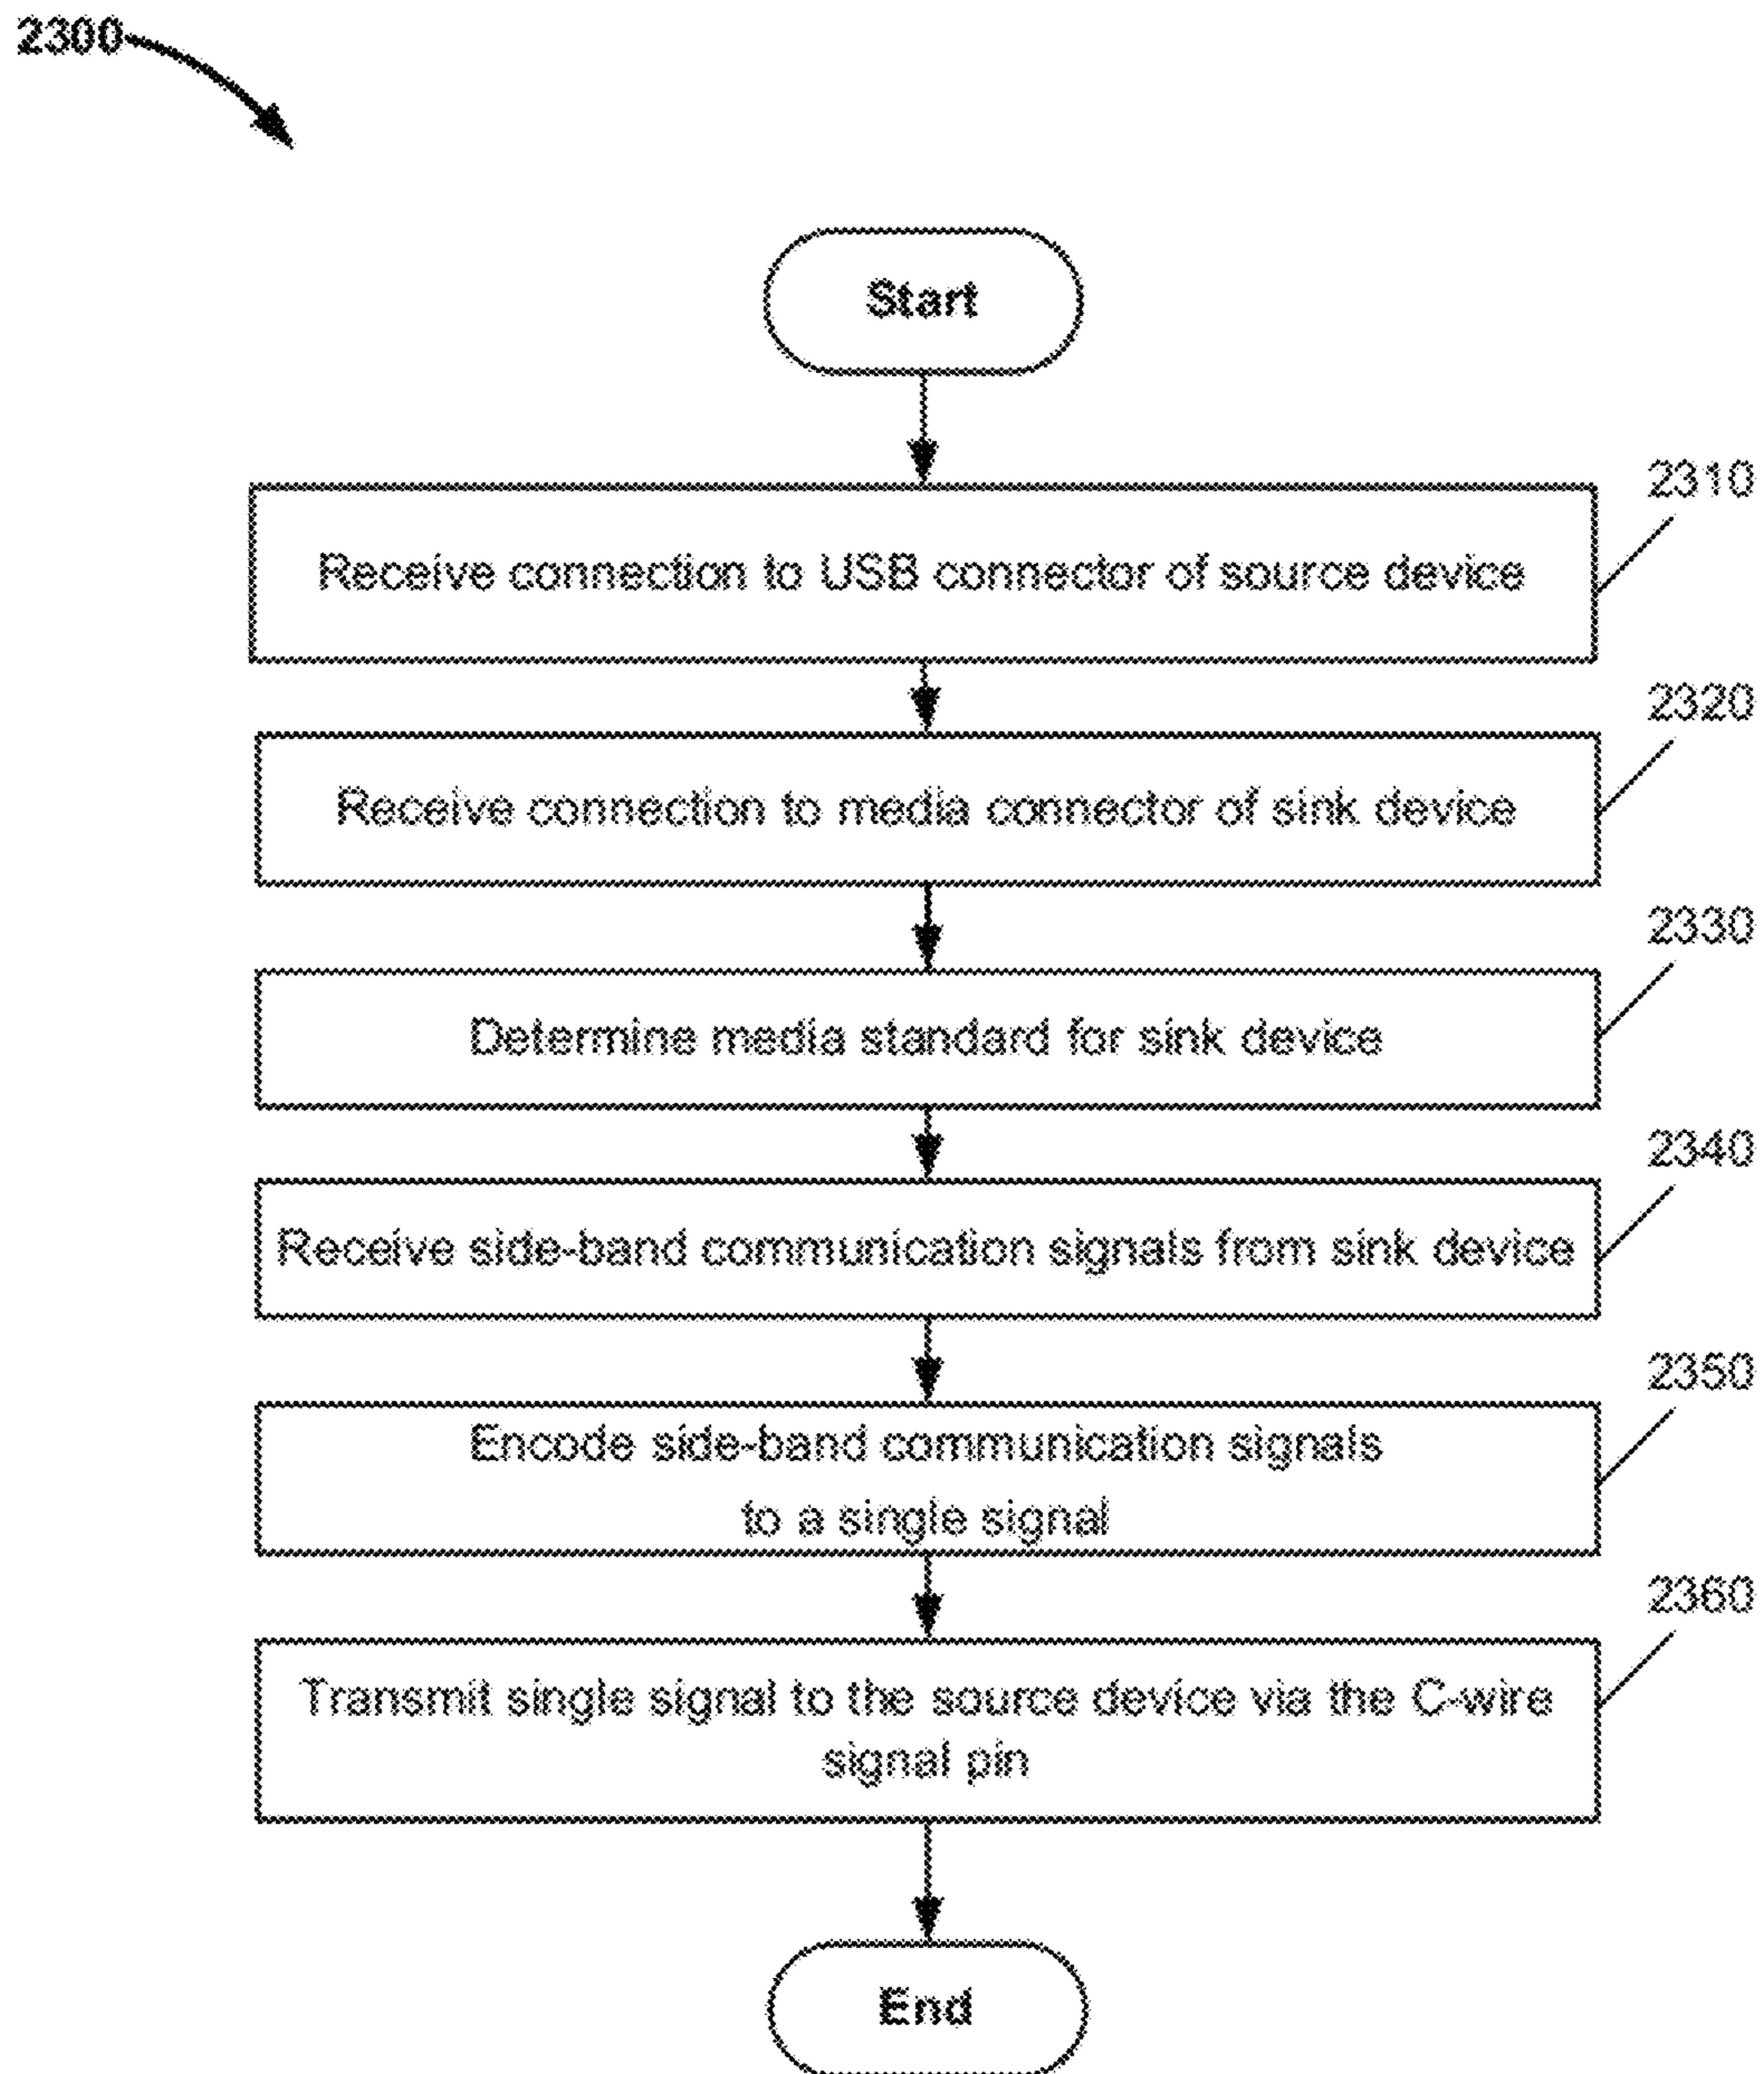 2300
Start
2310
Receive connection to USB connector of source device
2320
Receive connection to media connector of sink device
2330
Determine media standard for sink device
2340
Receive side-band communication signals from sink device
2350
Encode side-band communication signals
to a single signal
2360
Transmit single signal to the source device via the C-wire
signal pin
End